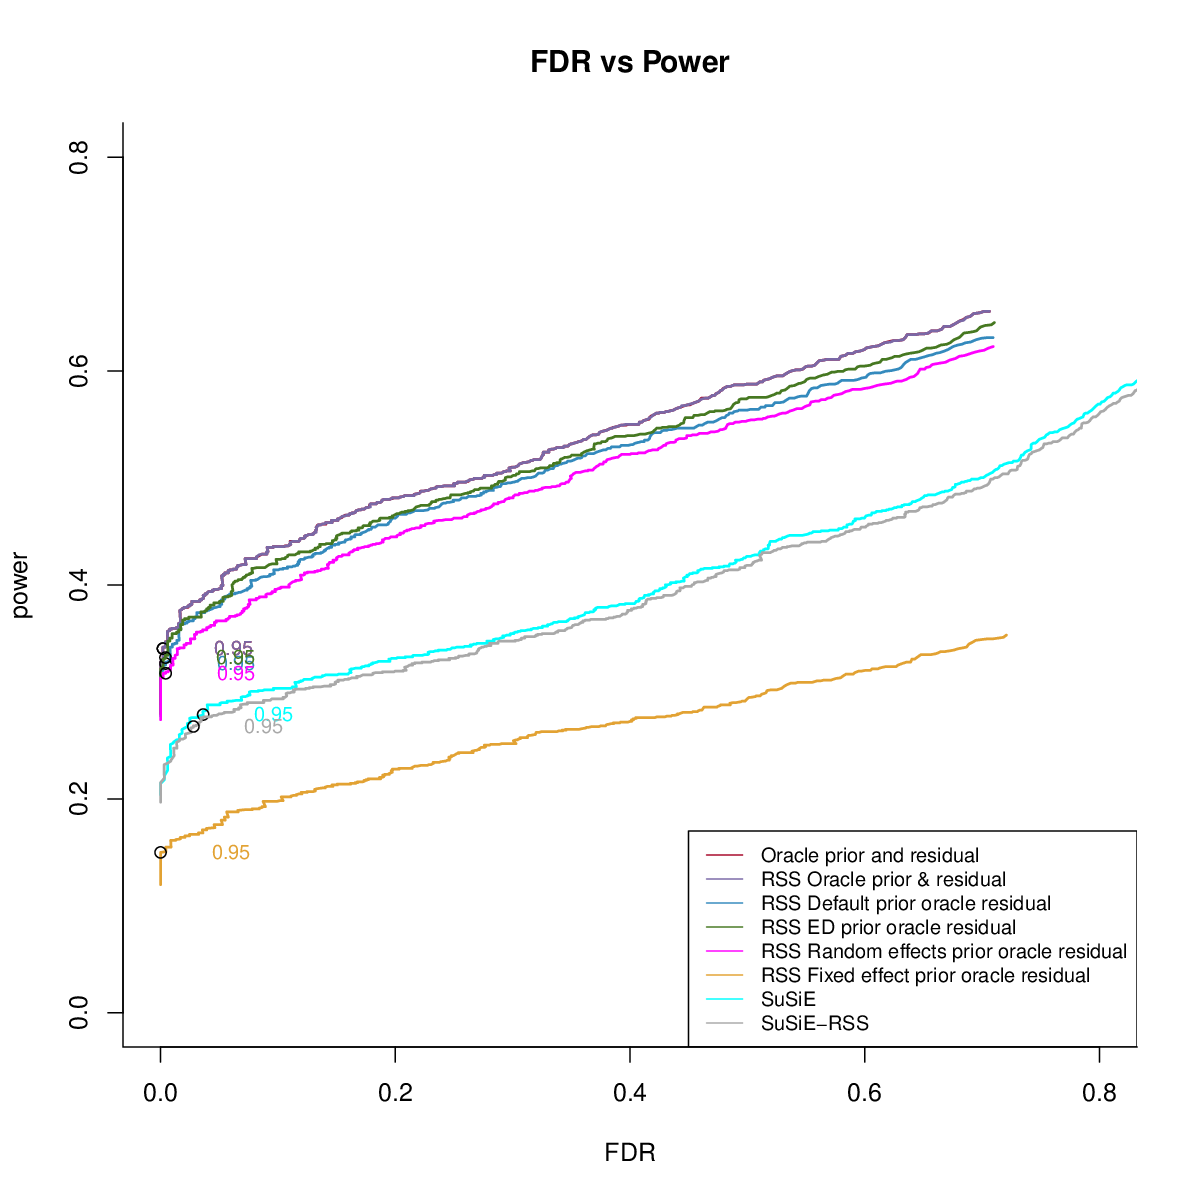 FDR vs Power
0.8
0.6
0.4
0.2
0.0
power
0.95
0.95
0.95
0.95
0.95
0.95
0.95
Oracle prior and residual
RSS Oracle prior & residual
RSS Default prior oracle residual
RSS ED prior oracle residual
RSS Random effects prior oracle residual
RSS Fixed effect prior oracle residual
SuSiE
SuSiE−RSS
0.0 0.2 0.4 0.6 0.8
FDR